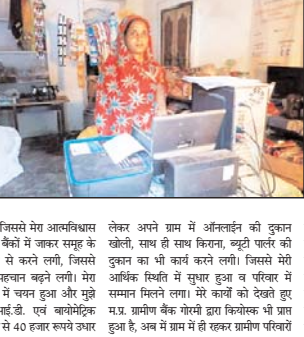 जिससे मेरा आत्मविश्वास
बैंकों में जाकर समूह के
से करने लगी, जिससे
पहचान बढ़ने लगी। मेरा
में चयन हुआ और मुझे
आई.डी. एवं बायोमेट्रिक
से 40 हजार रूपये उधार
लेकर अपने ग्राम में ऑनलाईन की दुकान
खोली, साथ ही साथ किराना, ब्यूटी पार्लर की
दुकान का भी कार्य करने लगी। जिससे मेरी
आर्थिक स्थिति में सुधार हुआ व परिवार में
सम्मान मिलने लगा। मेरे कार्यों को देखते हुए
म.प्र. ग्रामीण बैंक गोरमी द्वारा कियोस्क भी प्राप्त
हुआ है, अब में ग्राम में ही रहकर ग्रामीण परिवारों